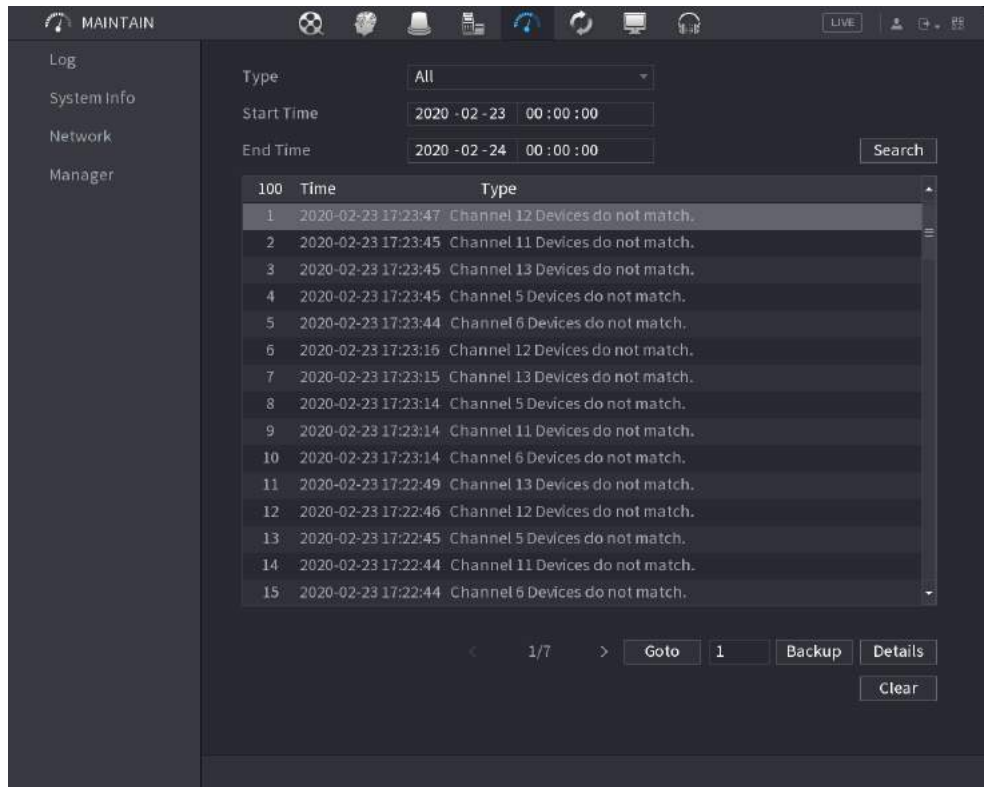 MAINTAIN LIVE
Log
System Info
Network
Manager
Type All
Start Time 2020 -02 -23 00 :00 :00
End Time 2020 -02 -24 00 :00 :00 Search
100 Time Type
1 2020-02-23 17:23:47 Channel 12 Devices do not match.
2 2020-02-23 17:23:45 Channel 11 Devices do not match.
3 2020-02-23 17:23:45 Channel 13 Devices do not match.
4 2020-02-23 17:23:45 Channel 5 Devices do not match.
5 2020-02-23 17:23:44 Channel 6 Devices do not match.
6 2020-02-23 17:23:16 Channel 12 Devices do not match.
7 2020-02-23 17:23:15 Channel 13 Devices do not match.
8 2020-02-23 17:23:14 Channel 5 Devices do not match.
9 2020-02-23 17:23:14 Channel 11 Devices do not match.
10 2020-02-23 17:23:14 Channel 6 Devices do not match.
11 2020-02-23 17:22:49 Channel 13 Devices do not match.
12 2020-02-23 17:22:46 Channel 12 Devices do not match.
13 2020-02-23 17:22:45 Channel 5 Devices do not match.
14 2020-02-23 17:22:44 Channel 11 Devices do not match.
15 2020-02-23 17:22:44 Channel 6 Devices do not match.
< 1/7 > Goto 1 Backup Details
Clear